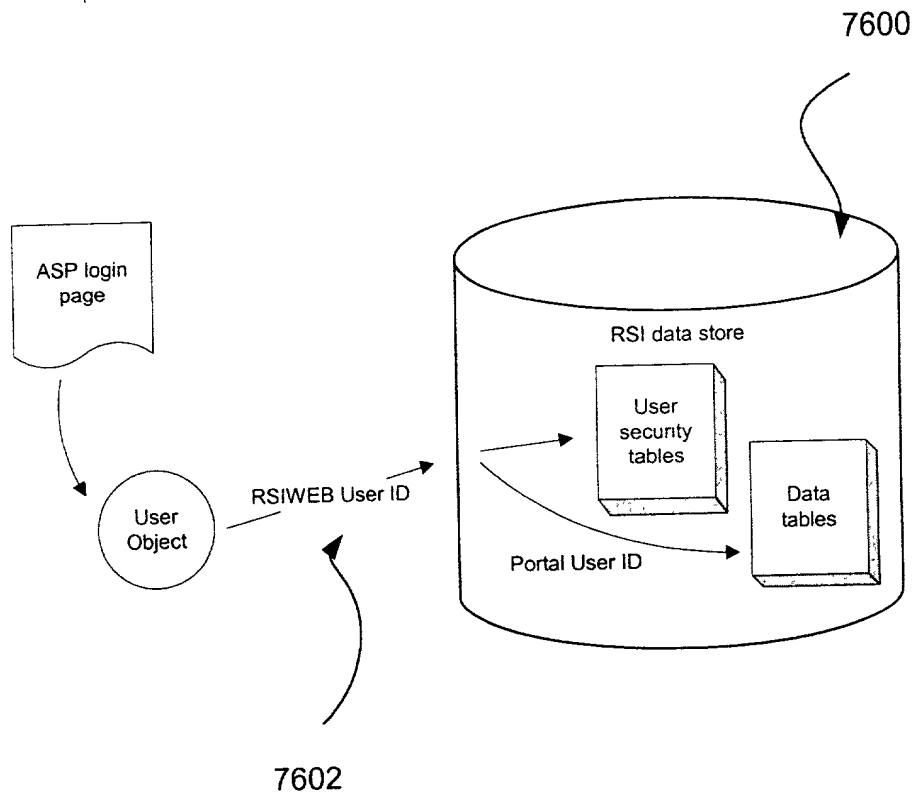 7600
ASP login
page
RSI data store
User
security
tables
Data
tables
RSIWEB User ID
User
Object
Portal User ID
7602